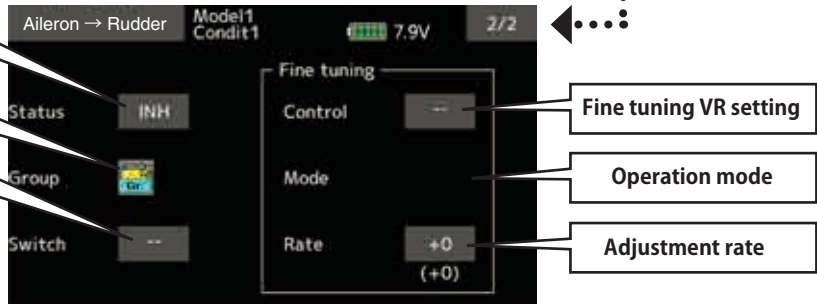 Aileron → Rudder
Model1
Condit1
7.9V
2/2
Fine tuning
Status
INH
Control
--
Fine tuning VR setting
Group
Gr.
Mode
Operation mode
Switch
--
Rate
+0
Adjustment rate
(+0)